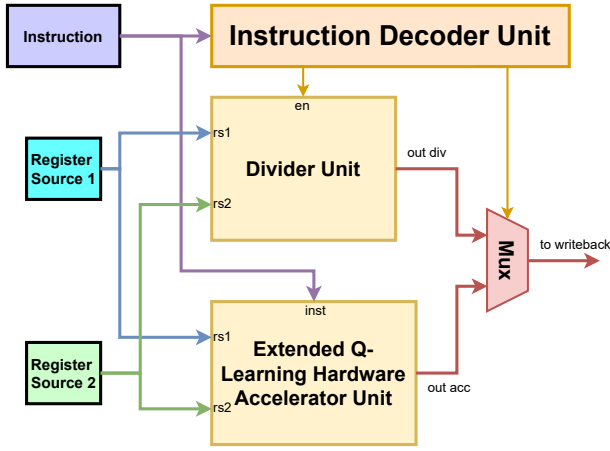 Instruction
Instruction Decoder Unit
en
Register
Source 1
rs1
Divider Unit
rs2
out div
Mux
to writeback
inst
rs1
Register
Source 2
Extended Q-
Learning Hardware
Accelerator Unit
rs2
out acc